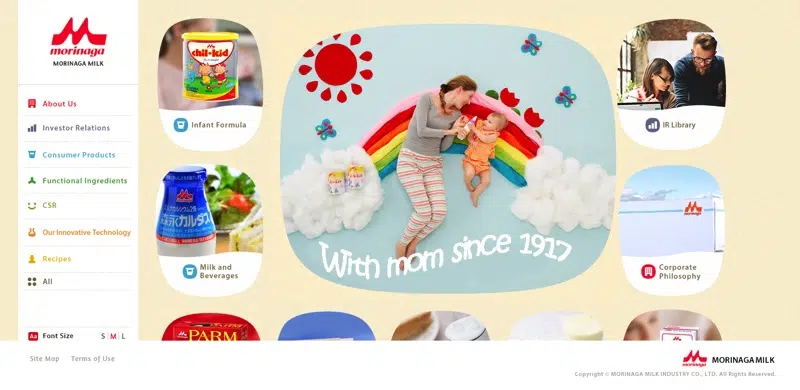 morinaga
MORINAGA MILK
About Us
Investor Relations
Consumer Products
Functional Ingredients
CSR
Our Innovative Technology
Recipes
All
Aa Font Size S M L
chil-kid
Infant Formula
Milk and
Beverages
With mom since 1917
IR Library
Corporate
Philosophy
PARM
Site Map Terms of Use
MORINAGA MILK
Copyright © MORINAGA MILK INDUSTRY CO., LTD. All Rights Reserved.